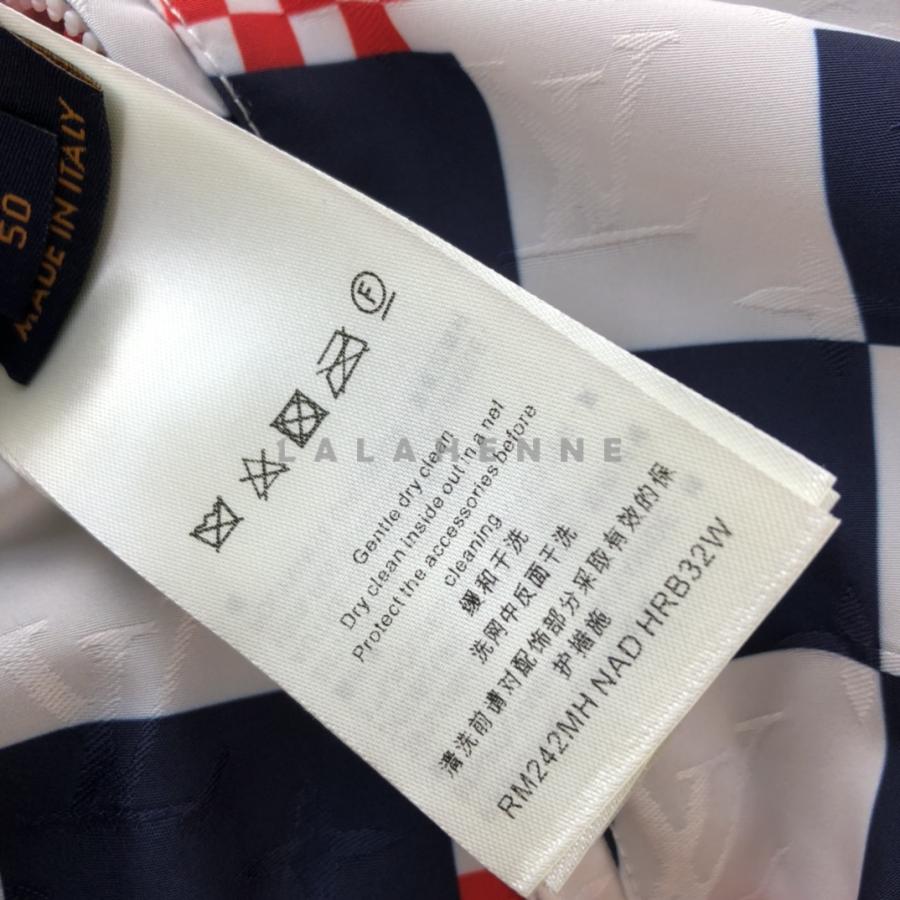 50
MADE IN ITALY
F
LALAHENNE
Gentle dry clean
Dry clean inside out in a net
Protect the accessories before
cleaning
缓和干洗
洗网中反面干洗
清洗前请对配饰部分采取有效的保
护措施
RM242MH NAD HRB32W